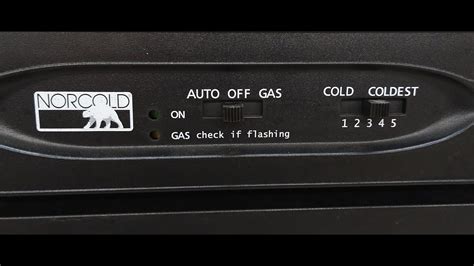 NORCOLD
AUTO OFF GAS
ON
GAS check if flashing
COLD COLDEST
1 2 3 4 5